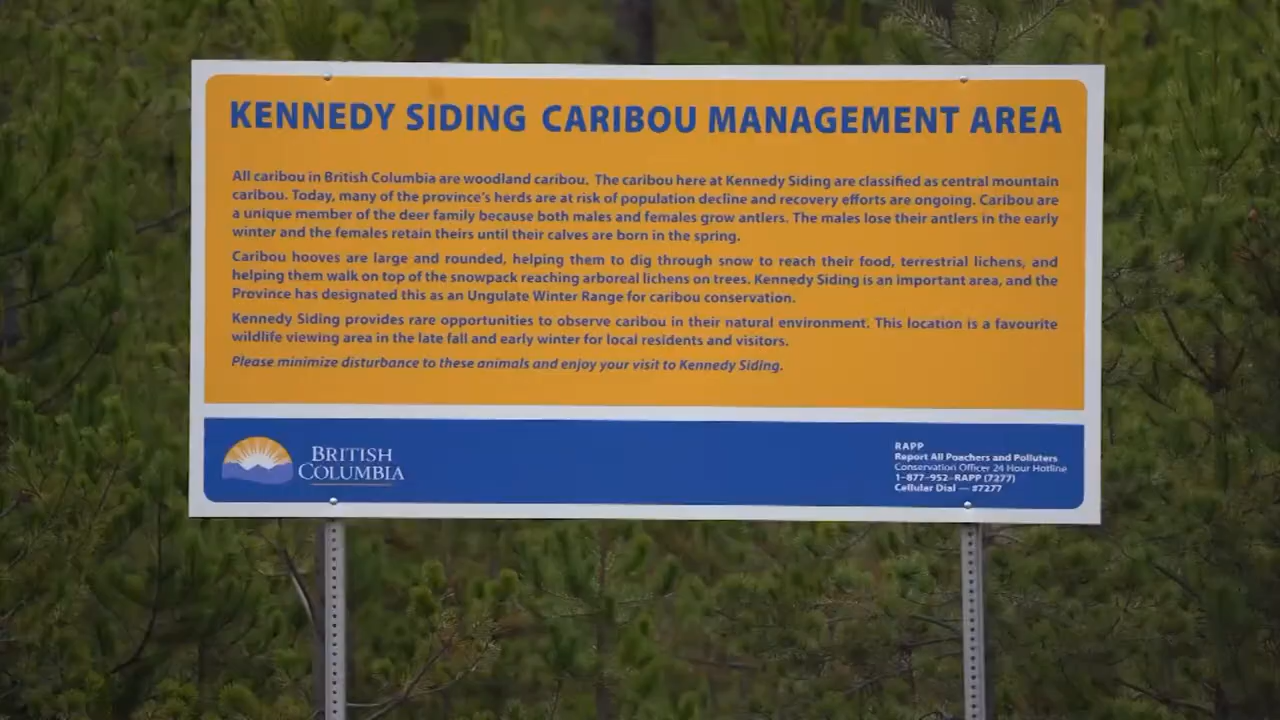 KENNEDY SIDING CARIBOU MANAGEMENT AREA
All caribou in British Columbia are woodland caribou. The caribou here at Kennedy Siding are classified as central mountain
caribou. Today, many of the province's herds are at risk of population decline and recovery efforts are ongoing. Caribou are
a unique member of the deer family because both males and females grow antlers. The males lose their antlers in the early
winter and the females retain theirs until their calves are born in the spring.
Caribou hooves are large and rounded, helping them to dig through snow to reach their food, terrestrial lichens, and
helping them walk on top of the snowpack reaching arboreal lichens on trees. Kennedy Siding is an important area, and the
Province has designated this as an Ungulate Winter Range for caribou conservation.
Kennedy Siding provides rare opportunities to observe caribou in their natural environment. This location is a favourite
wildlife viewing area in the late fall and early winter for local residents and visitors.
Please minimize disturbance to these animals and enjoy your visit to Kennedy Siding.
BRITISH
COLUMBIA
RAPP
Report All Poachers and Polluters
Conservation Officer 24 Hour Hotline
1-877-952-RAPP (7277)
Cellular Dial — #7277